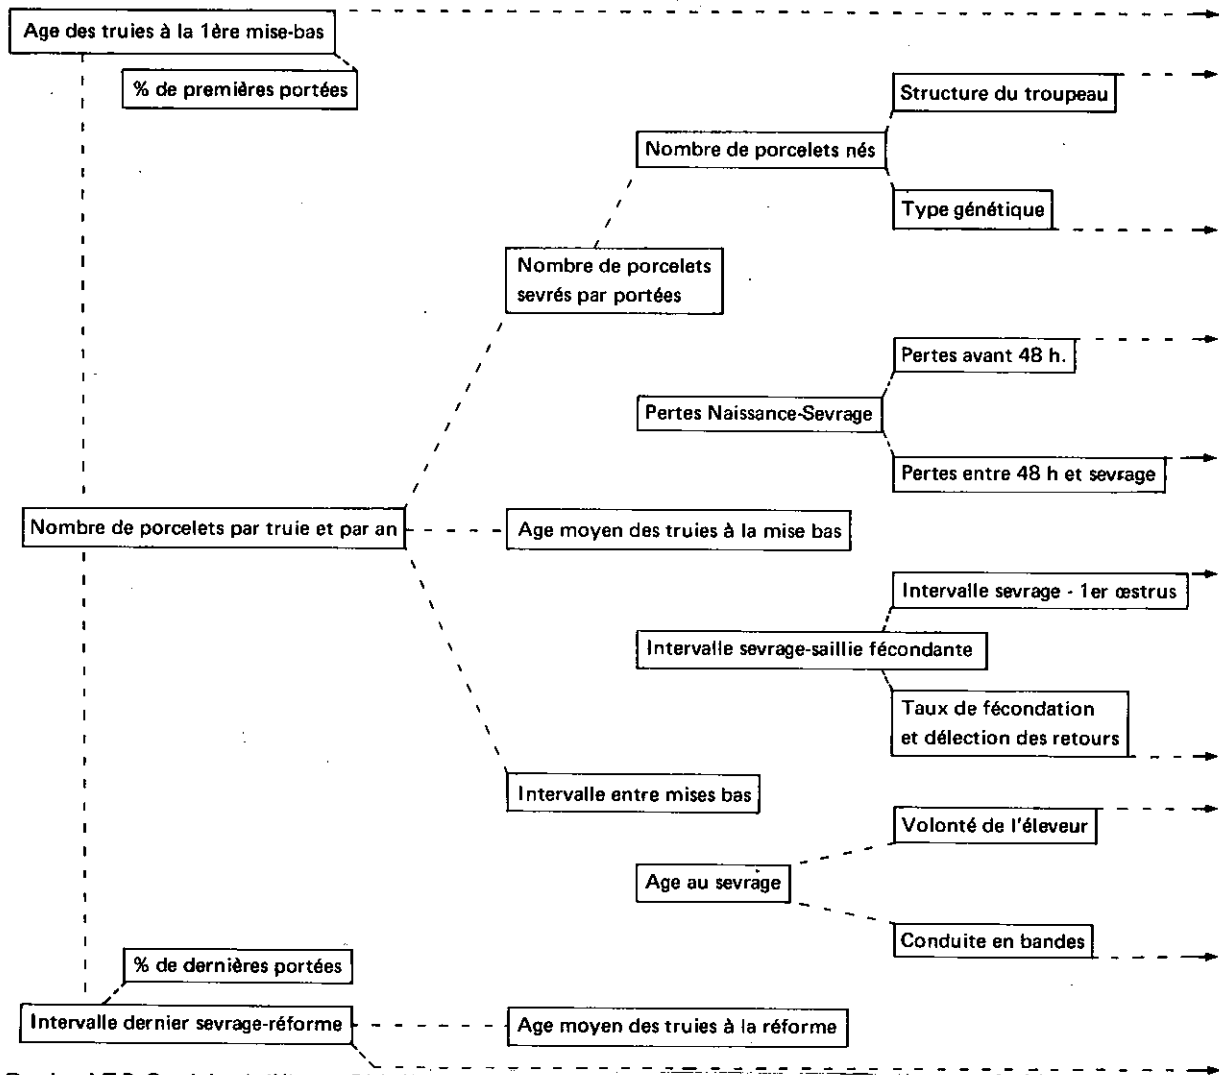 Age des truies à la 1ère mise-bas
% de premières portées
Structure du troupeau
Nombre de porcelets nés
Type génétique
Nombre de porcelets
sevrés par portées
Pertes avant 48 h.
Pertes Naissance-Sevrage
Pertes entre 48 h et sevrage
Nombre de porcelets par truie et par an
Age moyen des truies à la mise bas
Intervalle sevrage - 1er œstrus
Intervalle sevrage-saillie fécondante
Taux de fécondation
et délection des retours
Intervalle entre mises bas
Volonté de l'éleveur
Age au sevrage
Conduite en bandes
% de dernières portées
Intervalle dernier sevrage-réforme
Age moyen des truies à la réforme